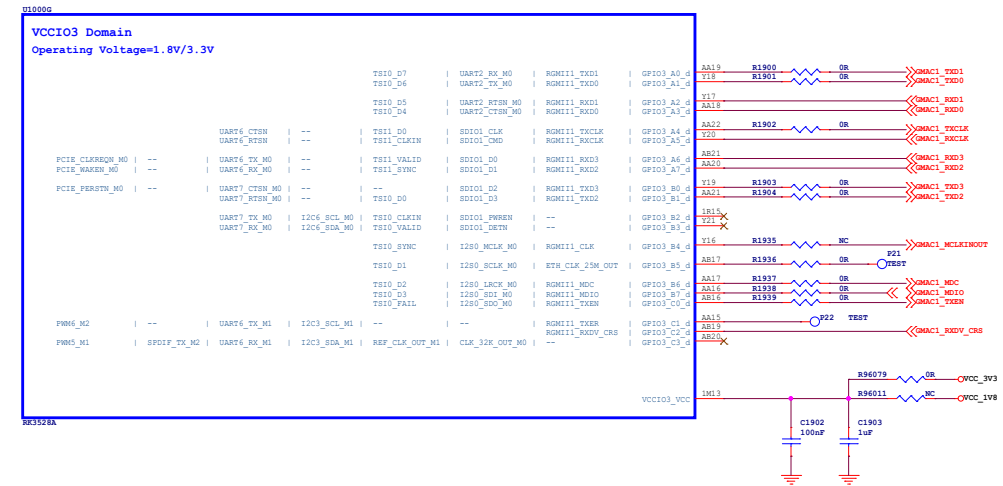 U1000G
VCCIO3 Domain
Operating Voltage=1.8V/3.3V
TSI0_D7 | UART2_RX_M0 | RGMII1_TXD1 | GPIO3_A0_d AA19 R1900 0R GMAC1_TXD1
TSI0_D6 | UART2_TX_M0 | RGMII1_TXD0 | GPIO3_A1_d Y18 R1901 0R GMAC1_TXD0
TSI0_D5 | UART2_RTSN_M0 | RGMII1_RXD1 | GPIO3_A2_d Y17 GMAC1_RXD1
TSI0_D4 | UART2_CTSN_M0 | RGMII1_RXD0 | GPIO3_A3_d AA18 GMAC1_RXD0
UART6_CTSN | -- | TSI1_D0 | SDIO1_CLK | RGMII1_TXCLK | GPIO3_A4_d AA22 R1902 0R GMAC1_TXCLK
UART6_RTSN | -- | TSI1_CLKIN | SDIO1_CMD | RGMII1_RXCLK | GPIO3_A5_d Y20 GMAC1_RXCLK
PCIE_CLKREQN_M0 | -- | UART6_TX_M0 | -- | TSI1_VALID | SDIO1_D0 | RGMII1_RXD3 | GPIO3_A6_d AB21 GMAC1_RXD3
PCIE_WAKEN_M0 | -- | UART6_RX_M0 | -- | TSI1_SYNC | SDIO1_D1 | RGMII1_RXD2 | GPIO3_A7_d AA20 GMAC1_RXD2
PCIE_PERSTN_M0 | -- | UART7_CTSN_M0 | -- | -- | SDIO1_D2 | RGMII1_TXD3 | GPIO3_B0_d Y19 R1903 0R GMAC1_TXD3
UART7_RTSN_M0 | -- | TSI0_D0 | SDIO1_D3 | RGMII1_TXD2 | GPIO3_B1_d AA21 R1904 0R GMAC1_TXD2
UART7_TX_M0 | I2C6_SCL_M0 | TSI0_CLKIN | SDIO1_PWREN | -- | GPIO3_B2_d 1R15
UART7_RX_M0 | I2C6_SDA_M0 | TSI0_VALID | SDIO1_DETN | -- | GPIO3_B3_d Y21
TSI0_SYNC | I2S0_MCLK_M0 | RGMII1_CLK | GPIO3_B4_d Y16 R1935 NC GMAC1_MCLKINOUT
TSI0_D1 | I2S0_SCLK_M0 | ETH_CLK_25M_OUT | GPIO3_B5_d AB17 R1936 0R P21 TEST
TSI0_D2 | I2S0_LRCK_M0 | RGMII1_MDC | GPIO3_B6_d AA17 R1937 0R GMAC1_MDC
TSI0_D3 | I2S0_SDI_M0 | RGMII1_MDIO | GPIO3_B7_d AA16 R1938 0R GMAC1_MDIO
TSI0_FAIL | I2S0_SDO_M0 | RGMII1_TXEN | GPIO3_C0_d AB16 R1939 0R GMAC1_TXEN
PWM6_M2 | -- | UART6_TX_M1 | I2C3_SCL_M1 | -- | -- | RGMII1_TXER | GPIO3_C1_d AA15 P22 TEST
RGMII1_RXDV_CRS | GPIO3_C2_d AB19 GMAC1_RXDV_CRS
PWM5_M1 | SPDIF_TX_M2 | UART6_RX_M1 | I2C3_SDA_M1 | REF_CLK_OUT_M1 | CLK_32K_OUT_M0 | -- | GPIO3_C3_d AB20
R96079 0R VCC_3V3
VCCIO3_VCC 1M13 R96011 NC VCC_1V8
RK3528A
C1902
100nF
C1903
1uF